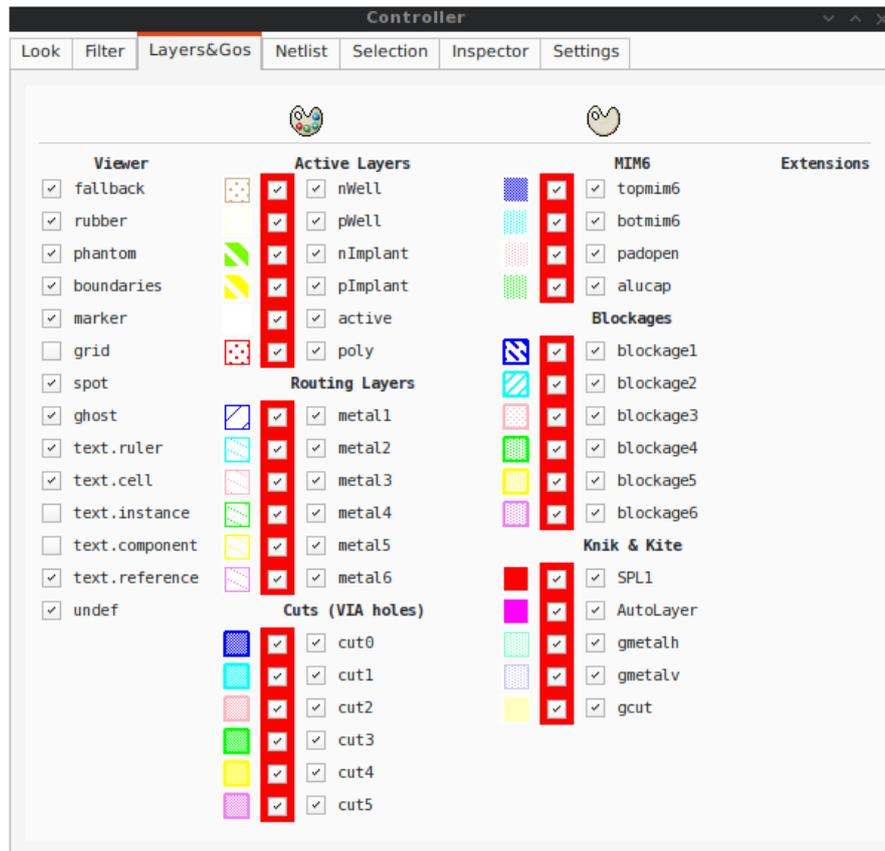 Controller
Look Filter Layers&Gos Netlist Selection Inspector Settings
Viewer
fallback
rubber
phantom
boundaries
marker
grid
spot
ghost
text.ruler
text.cell
text.instance
text.component
text.reference
undef
Active Layers
nWell
pWell
nImplant
pImplant
active
poly
Routing Layers
metal1
metal2
metal3
metal4
metal5
metal6
Cuts (VIA holes)
cut0
cut1
cut2
cut3
cut4
cut5
MIM6
topmim6
botmim6
padopen
alucap
Blockages
blockage1
blockage2
blockage3
blockage4
blockage5
blockage6
Knik & Kite
SPL1
AutoLayer
gmetalh
gmetalv
gcut
Extensions